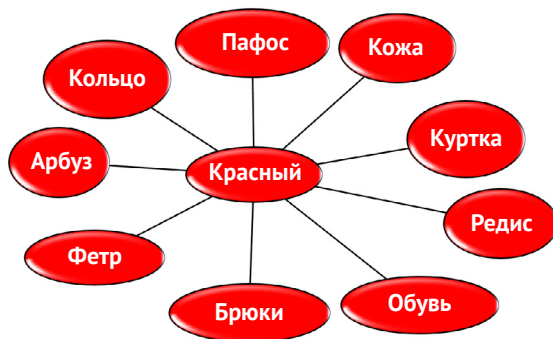 Пафос
Кожа
Кольцо
Куртка
Арбуз
Красный
Редис
Фетр
Обувь
Брюки